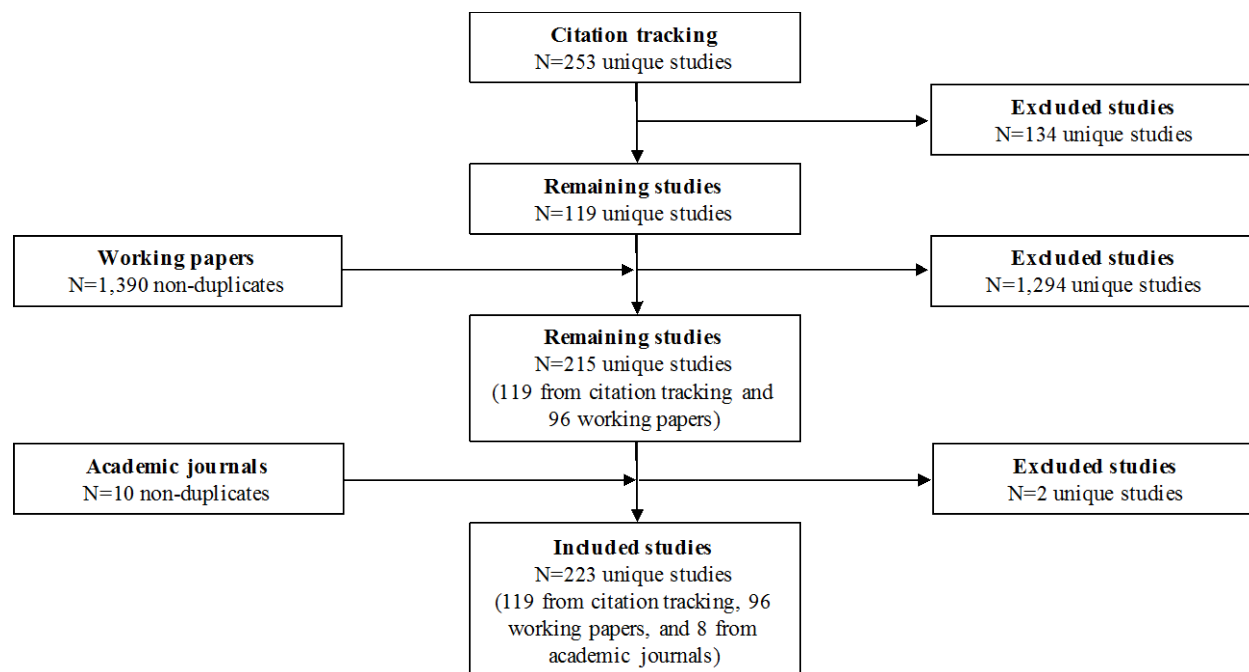 Citation tracking
N=253 unique studies
Excluded studies
N=134 unique studies
Remaining studies
N=119 unique studies
Working papers
N=1,390 non-duplicates
Excluded studies
N=1,294 unique studies
Remaining studies
N=215 unique studies
(119 from citation tracking and
96 working papers)
Academic journals
N=10 non-duplicates
Excluded studies
N=2 unique studies
Included studies
N=223 unique studies
(119 from citation tracking, 96
working papers, and 8 from
academic journals)